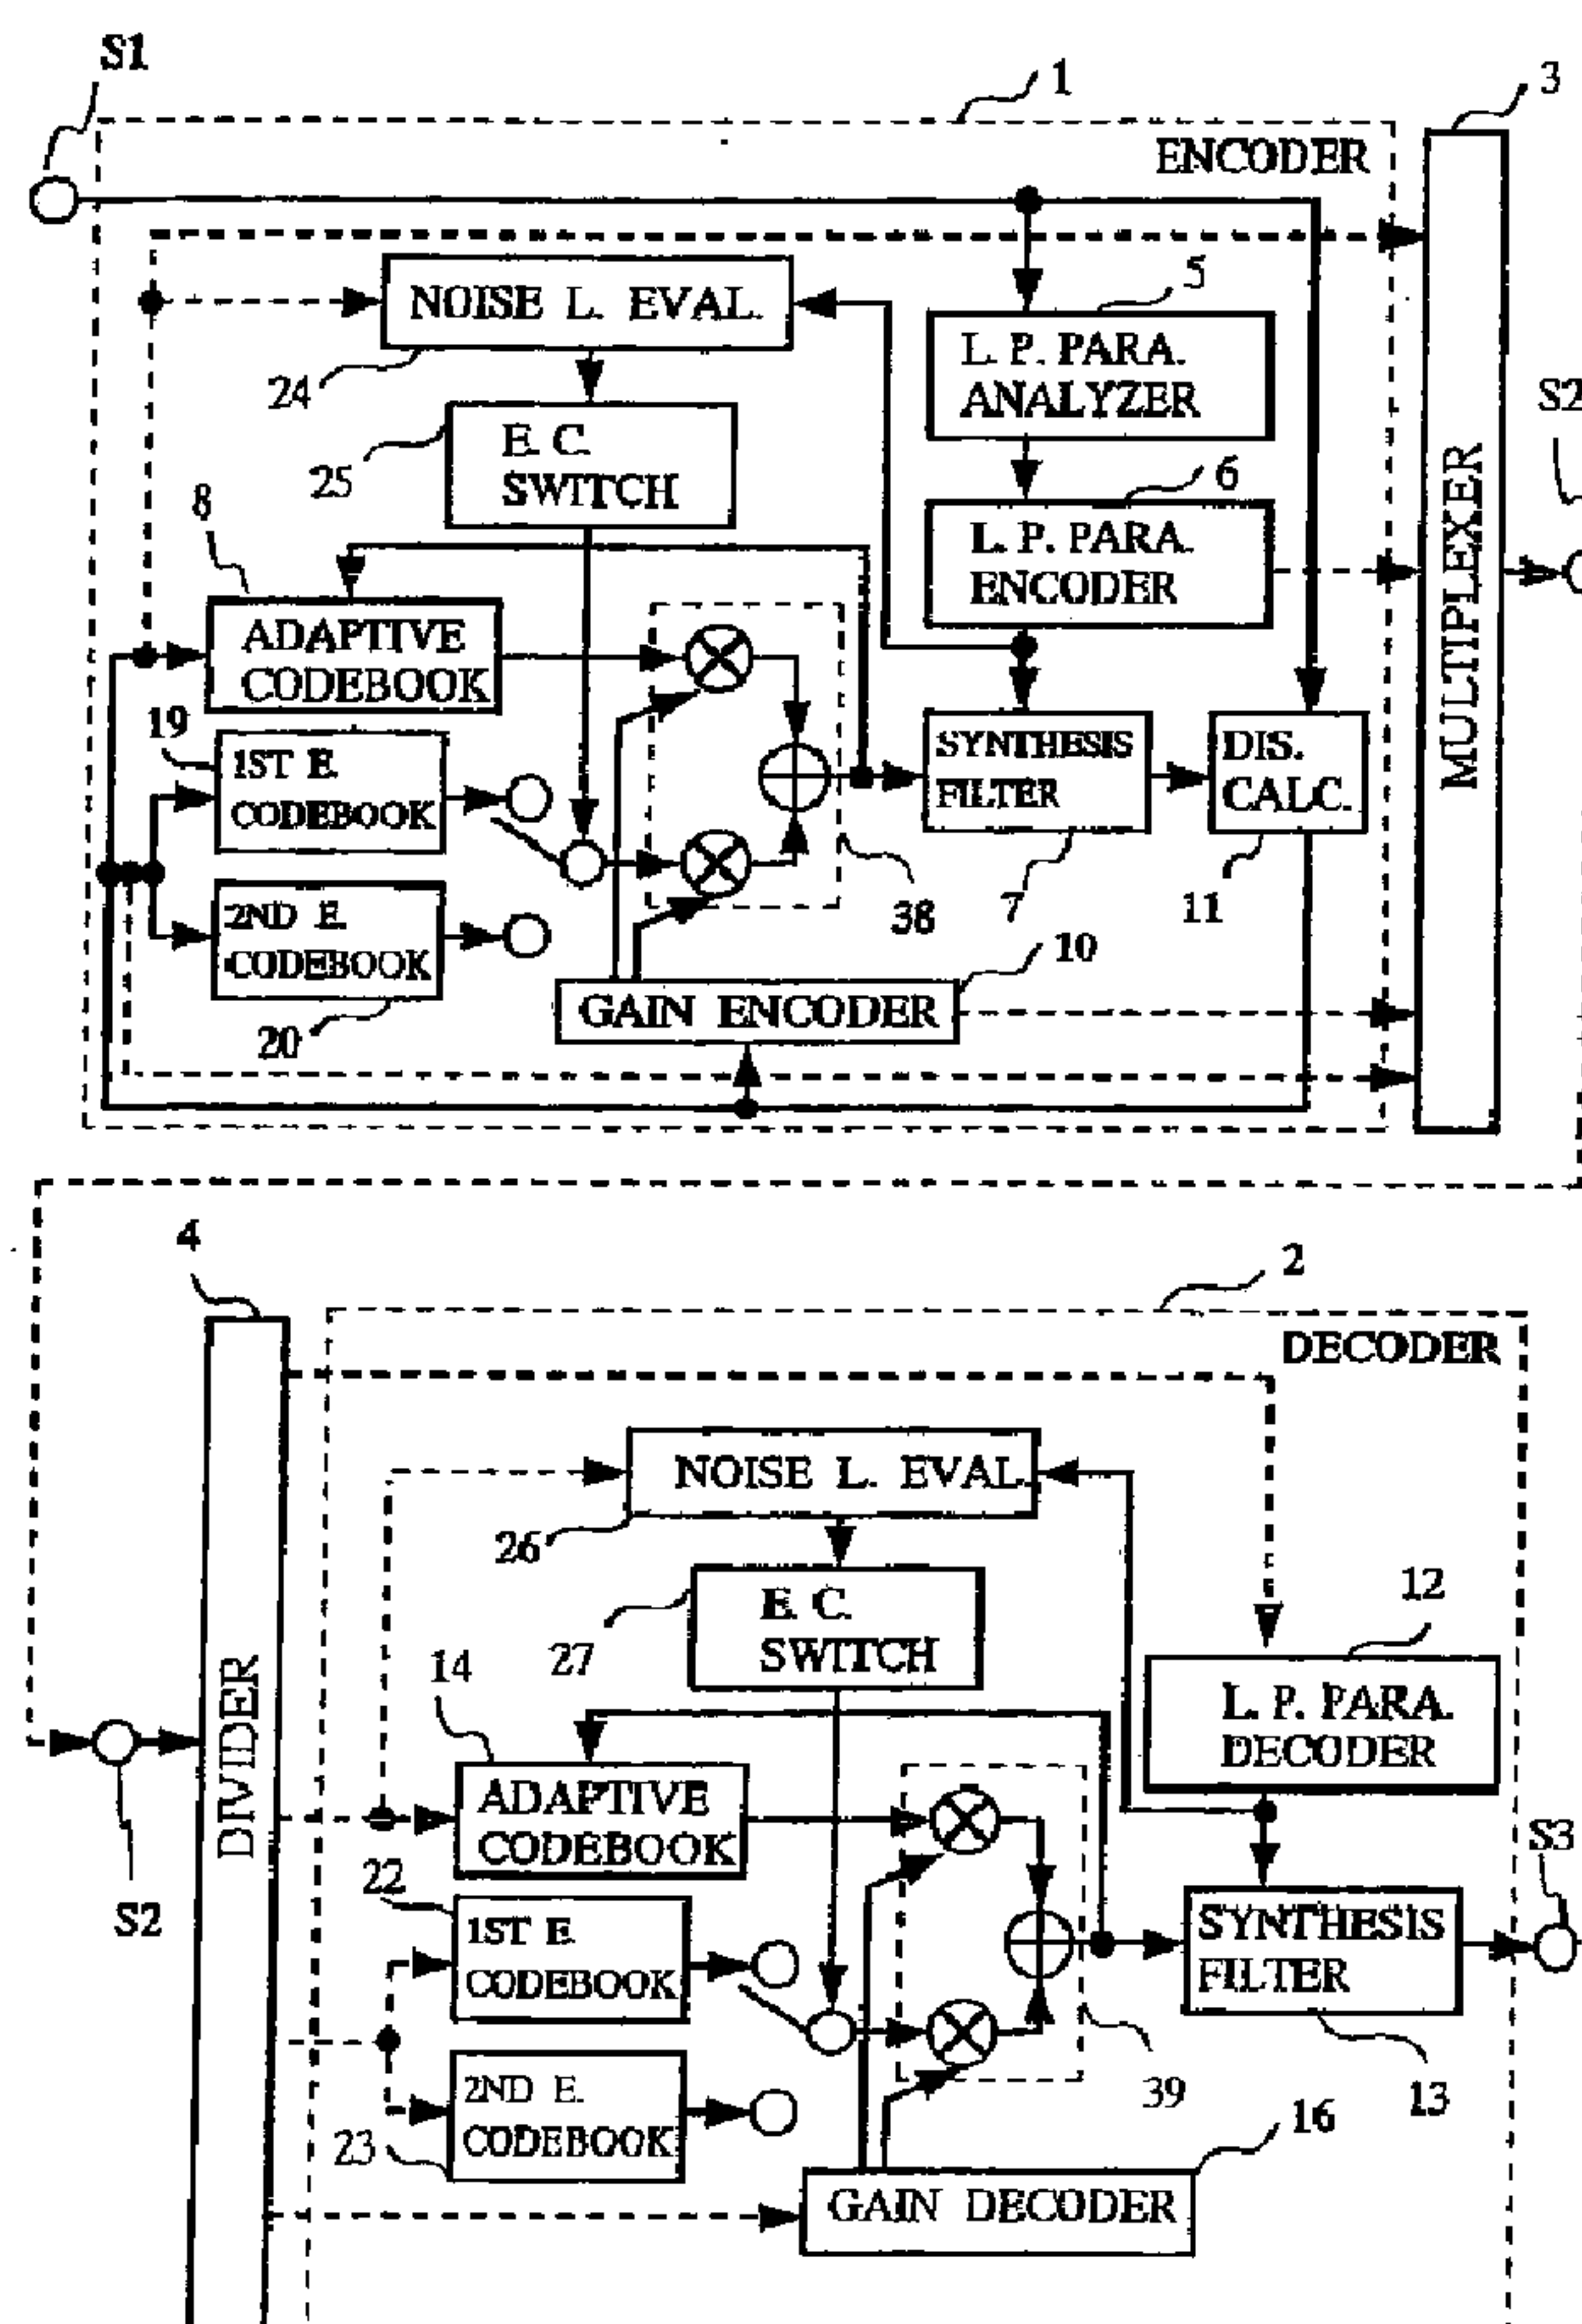 S1
1
3
ENCODER
NOISE L. EVAL.
5
24
L. P. PARA.
ANALYZER
S2
E. C.
SWITCH
25
6
8
L. P. PARA.
ENCODER
MULTIPLEXER
ADAPTIVE
CODEBOOK
19
1ST E.
CODEBOOK
SYNTHESIS
FILTER
DIS.
CALC.
2ND E.
CODEBOOK
38
7
11
10
GAIN ENCODER
20
4
2
DECODER
NOISE L. EVAL.
26
E. C.
SWITCH
27
12
14
L. P. PARA.
DECODER
DIVIDER
ADAPTIVE
CODEBOOK
S3
22
S2
1ST E.
CODEBOOK
SYNTHESIS
FILTER
2ND E.
CODEBOOK
39
13
16
23
GAIN DECODER